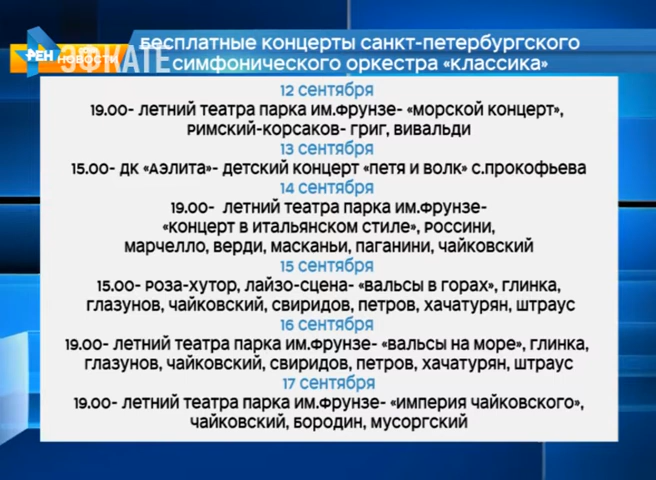 РЕН
НОВОСТИ
ЭФКАТЕ
Бесплатные концерты санкт-петербургского
симфонического оркестра «классика»
12 сентября
19.00- летний театра парка им.Фрунзе- «морской концерт»,
Римский-корсаков- григ, вивальди
13 сентября
15.00- ДК «Аэлита»- детский концерт «петя и волк» с.прокофьева
14 сентября
19.00- летний театра парка им.Фрунзе-
«концерт в итальянском стиле», Россини,
марчелло, верди, масканьи, паганини, чайковский
15 сентября
15.00- Роза-хутор, лайзо-сцена- «вальсы в горах», глинка,
глазунов, чайковский, свиридов, петров, хачатурян, штраус
16 сентября
19.00- летний театра парка им.Фрунзе- «вальсы на море», глинка,
глазунов, чайковский, свиридов, петров, хачатурян, штраус
17 сентября
19.00- летний театра парка им.Фрунзе- «империя чайковского»,
чайковский, Бородин, мусоргский